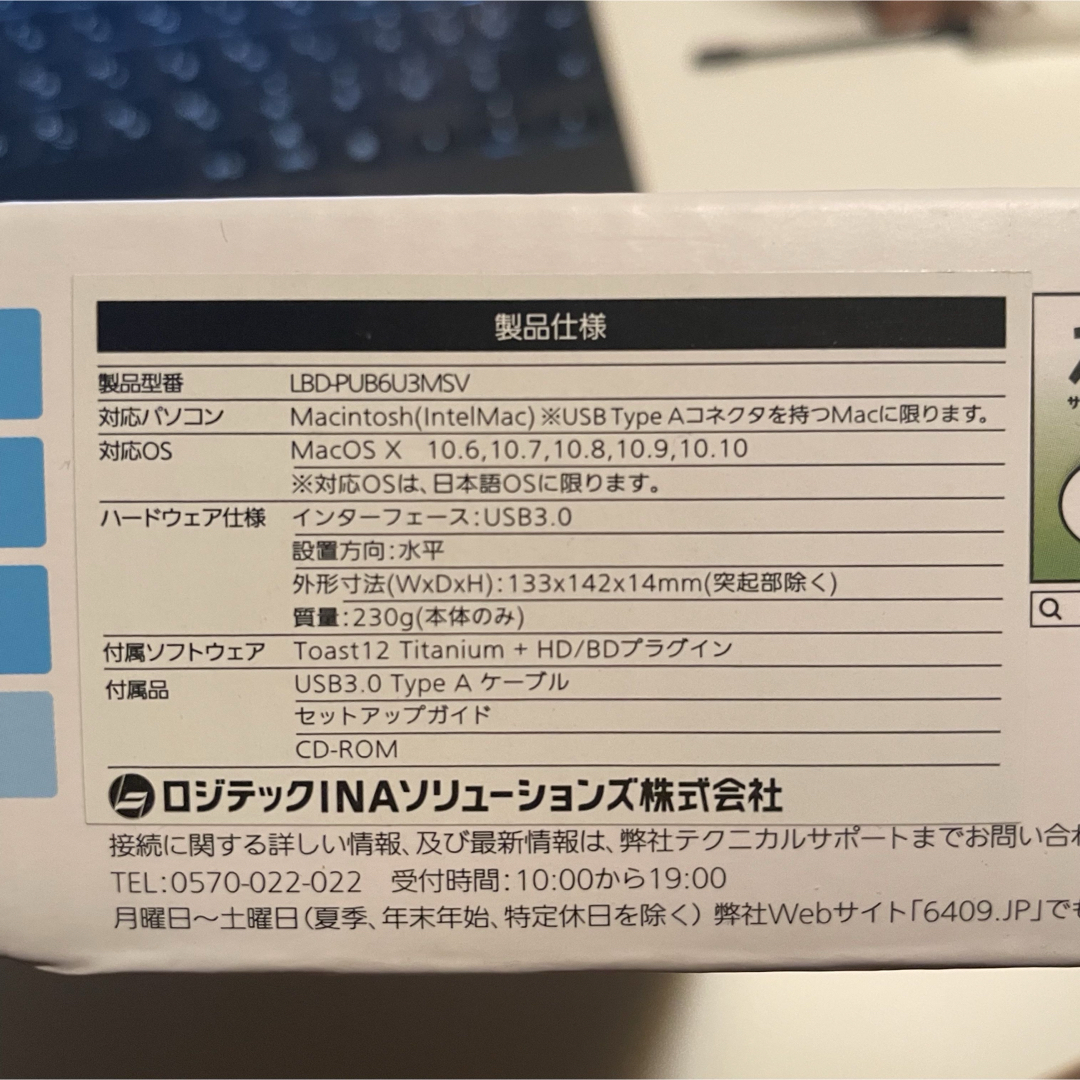 製品仕様
製品型番 LBD-PUB6U3MSV
対応パソコン Macintosh(IntelMac)※USB Type Aコネクタを持つMacに限ります。
対応OS MacOS X 10.6,10.7,10.8,10.9,10.10
※対応OSは、日本語OSに限ります。
ハードウェア仕様 インターフェース:USB3.0
設置方向:水平
外形寸法(WxDxH):133x142x14mm(突起部除く)
質量:230g(本体のみ)
付属ソフトウェア Toast12 Titanium + HD/BDプラグイン
付属品 USB3.0 Type A ケーブル
セットアップガイド
CD-ROM
ロジテックINAソリューションズ株式会社
接続に関する詳しい情報、及び最新情報は、弊社テクニカルサポートまでお問い合わ
TEL:0570-022-022 受付時間:10:00から19:00
月曜日～土曜日(夏季、年末年始、特定休日を除く) 弊社Webサイト「6409.JP」でも